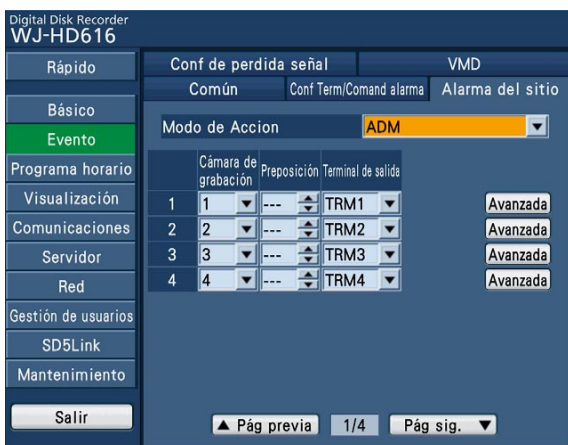 Digital Disk Recorder
WJ-HD616
Rápido
Básico
Evento
Programa horario
Visualización
Comunicaciones
Servidor
Red
Gestión de usuarios
SD5Link
Mantenimiento
Salir
Conf de perdida señal VMD
Común Conf Term/Comand alarma Alarma del sitio
Modo de Accion ADM
Cámara de grabación Preposición Terminal de salida
1 1 --- TRM1 Avanzada
2 2 --- TRM2 Avanzada
3 3 --- TRM3 Avanzada
4 4 --- TRM4 Avanzada
▲ Pág previa 1/4 Pág sig. ▼